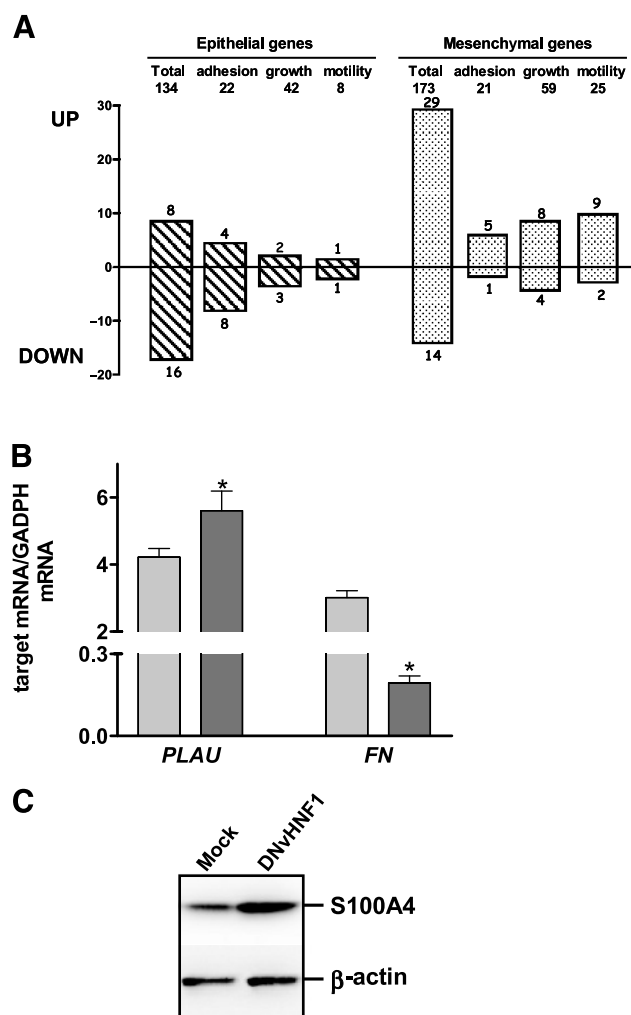 A
Epithelial genes Mesenchymal genes
Total adhesion growth motility Total adhesion growth motility
134 22 42 8 173 21 59 25
UP
DOWN
30
20
10
0
−10
−20
8 4 2 1 29 5 8 9
16 8 3 1 14 1 4 2
B
target mRNA/GADPH
mRNA
6
4
2
0.3
0.0
* *
PLAU FN
C
Mock DNvHNF1
S100A4
β-actin